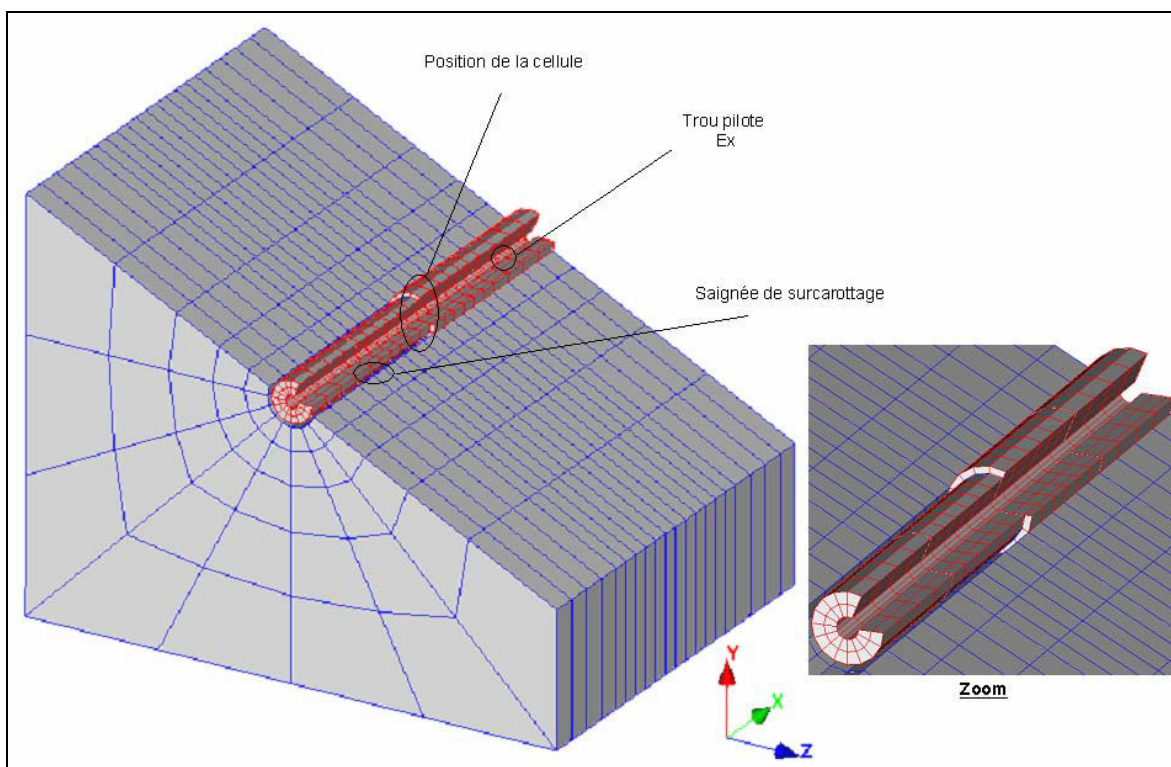 Position de la cellule
Trou pilote
Ex
Saignée de surcarottage
Zoom
Y
X
Z